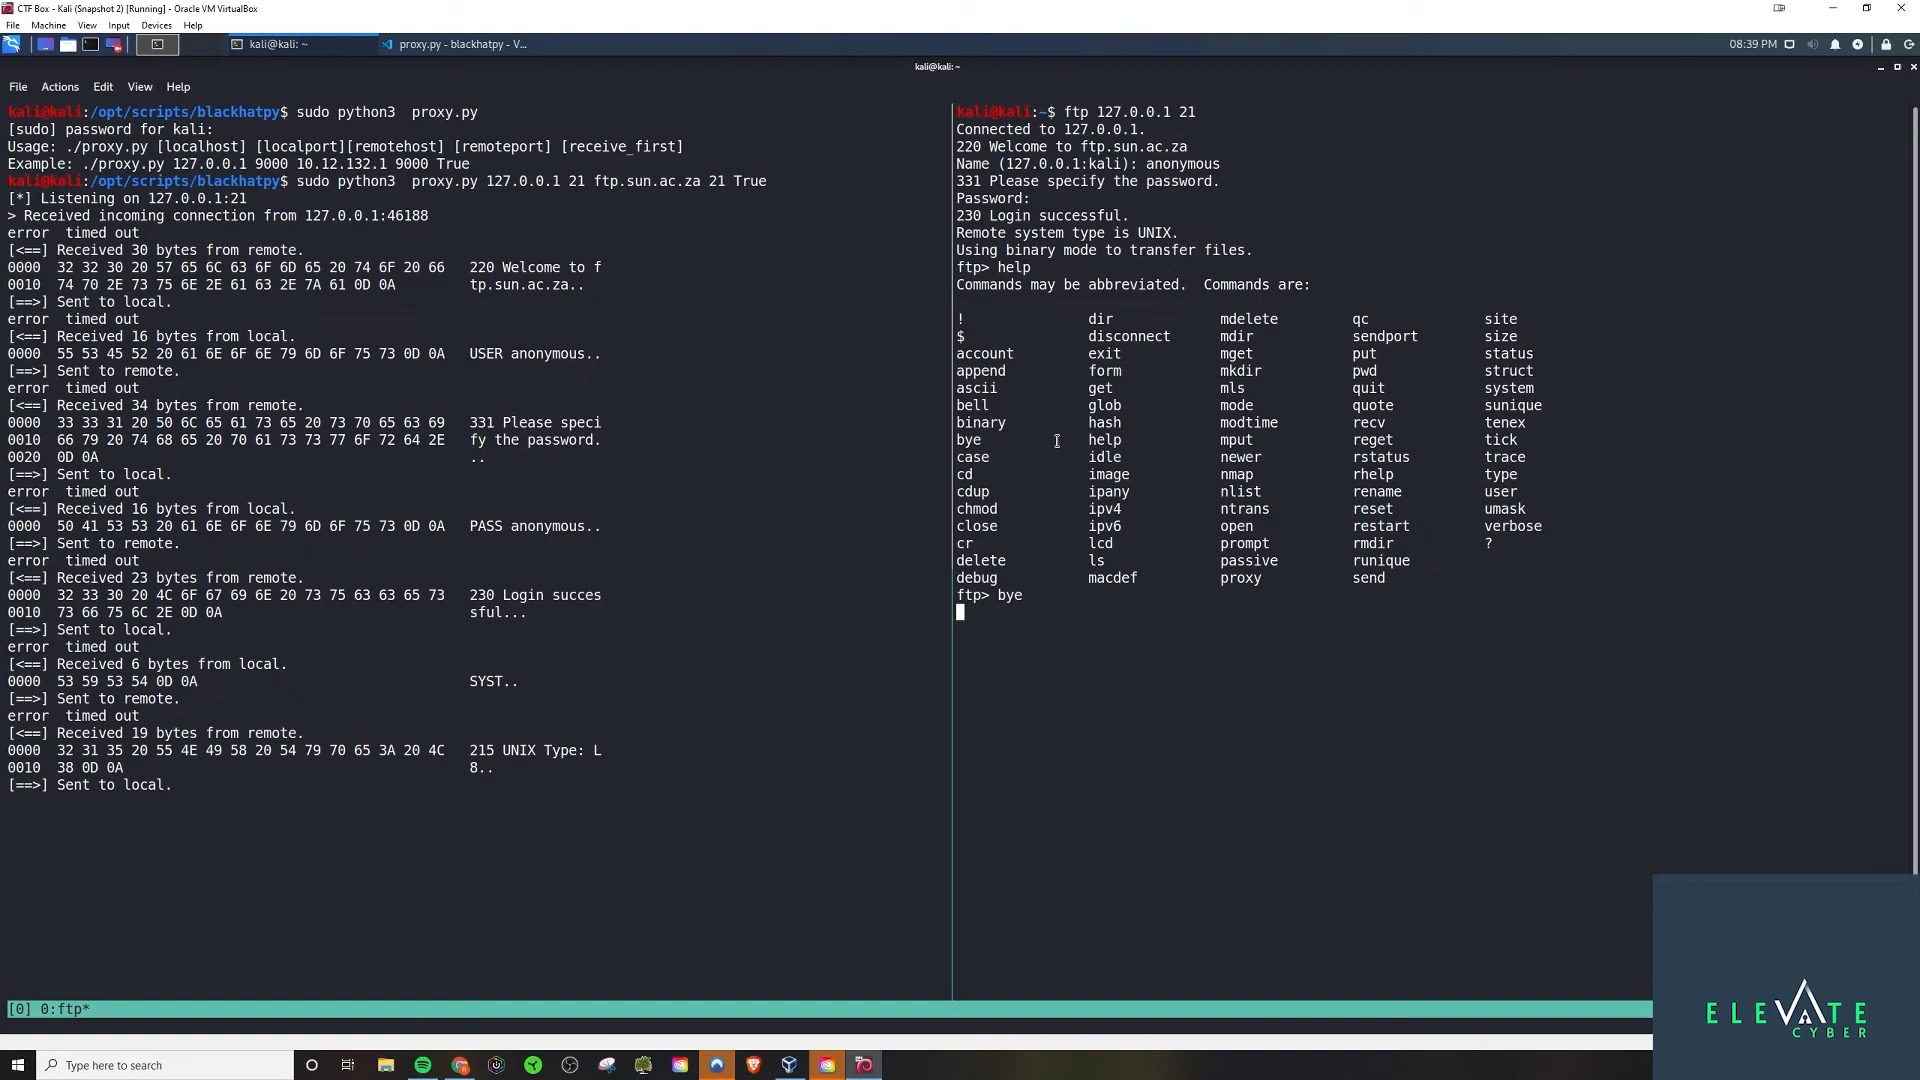 CTF Box - Kali (Snapshot 2) [Running] - Oracle VM VirtualBox
File Machine View Input Devices Help
kali@kali: ~
proxy.py - blackhatpy - V...
08:39 PM
kali@kali: ~
File Actions Edit View Help
kali@kali:/opt/scripts/blackhatpy$ sudo python3  proxy.py
[sudo] password for kali:
Usage: ./proxy.py [localhost] [localport][remotehost] [remoteport] [receive_first]
Example: ./proxy.py 127.0.0.1 9000 10.12.132.1 9000 True
kali@kali:/opt/scripts/blackhatpy$ sudo python3  proxy.py 127.0.0.1 21 ftp.sun.ac.za 21 True
[*] Listening on 127.0.0.1:21
> Received incoming connection from 127.0.0.1:46188
error  timed out
[<==] Received 30 bytes from remote.
0000  32 32 30 20 57 65 6C 63 6F 6D 65 20 74 6F 20 66   220 Welcome to f
0010  74 70 2E 73 75 6E 2E 61 63 2E 7A 61 0D 0A         tp.sun.ac.za..
[==>] Sent to local.
error  timed out
[<==] Received 16 bytes from local.
0000  55 53 45 52 20 61 6E 6F 6E 79 6D 6F 75 73 0D 0A   USER anonymous..
[==>] Sent to remote.
error  timed out
[<==] Received 34 bytes from remote.
0000  33 33 31 20 50 6C 65 61 73 65 20 73 70 65 63 69   331 Please speci
0010  66 79 20 74 68 65 20 70 61 73 73 77 6F 72 64 2E   fy the password.
0020  0D 0A                                             ..
[==>] Sent to local.
error  timed out
[<==] Received 16 bytes from local.
0000  50 41 53 53 20 61 6E 6F 6E 79 6D 6F 75 73 0D 0A   PASS anonymous..
[==>] Sent to remote.
error  timed out
[<==] Received 23 bytes from remote.
0000  32 33 30 20 4C 6F 67 69 6E 20 73 75 63 63 65 73   230 Login succes
0010  73 66 75 6C 2E 0D 0A                              sful...
[==>] Sent to local.
error  timed out
[<==] Received 6 bytes from local.
0000  53 59 53 54 0D 0A                                 SYST..
[==>] Sent to remote.
error  timed out
[<==] Received 19 bytes from remote.
0000  32 31 35 20 55 4E 49 58 20 54 79 70 65 3A 20 4C   215 UNIX Type: L
0010  38 0D 0A                                          8..
[==>] Sent to local.
kali@kali:~$ ftp 127.0.0.1 21
Connected to 127.0.0.1.
220 Welcome to ftp.sun.ac.za
Name (127.0.0.1:kali): anonymous
331 Please specify the password.
Password:
230 Login successful.
Remote system type is UNIX.
Using binary mode to transfer files.
ftp> help
Commands may be abbreviated.  Commands are:
! dir mdelete qc site
$ disconnect mdir sendport size
account exit mget put status
append form mkdir pwd struct
ascii get mls quit system
bell glob mode quote sunique
binary hash modtime recv tenex
bye help mput reget tick
case idle newer rstatus trace
cd image nmap rhelp type
cdup ipany nlist rename user
chmod ipv4 ntrans reset umask
close ipv6 open restart verbose
cr lcd prompt rmdir ?
delete ls passive runique
debug macdef proxy send
ftp> bye
[0] 0:ftp*
ELEVATE
CYBER
Type here to search